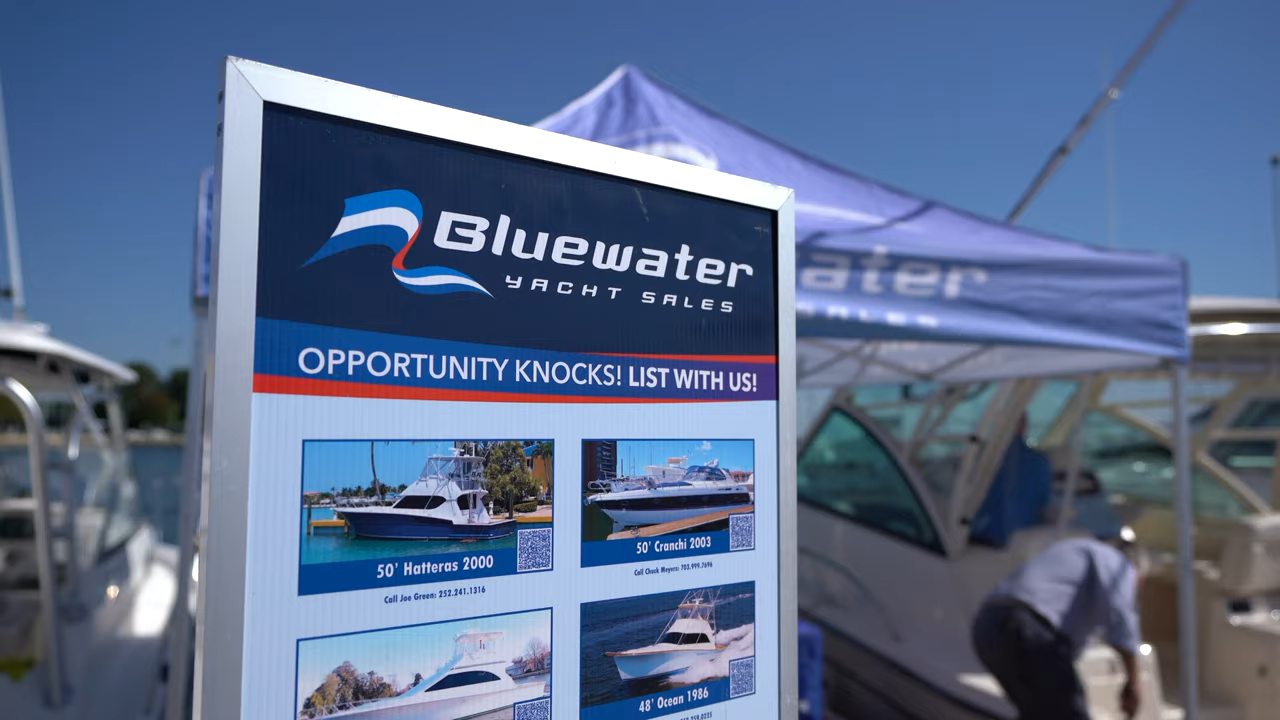 Bluewater
YACHT SALES
OPPORTUNITY KNOCKS! LIST WITH US!
50' Hatteras 2000
Call Joe Green: 252.241.1316
50' Cranchi 2003
Call Chuck Meyers: 703.999.7696
48' Ocean 1986
ater
SALES